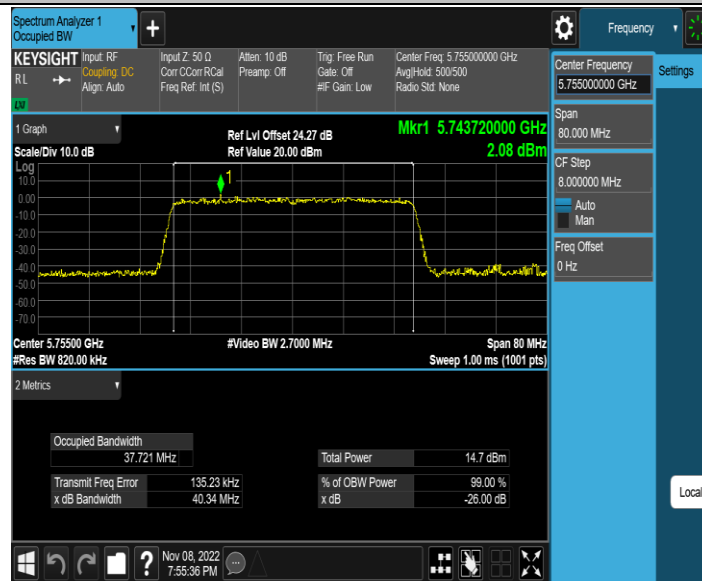 Spectrum Analyzer 1
Occupied BW
Frequency
KEYSIGHT
RL
Input: RF
Coupling: DC
Align: Auto
Input Z: 50 Ω
Corr CCorr RCal
Freq Ref: Int (S)
Atten: 10 dB
Preamp: Off
Trig: Free Run
Gate: Off
#IF Gain: Low
Center Freq: 5.755000000 GHz
Avg|Hold: 500/500
Radio Std: None
1 Graph
Scale/Div 10.0 dB
Ref Lvl Offset 24.27 dB
Ref Value 20.00 dBm
Mkr1 5.743720000 GHz
2.08 dBm
Log
10.0
0.00
-10.0
-20.0
-30.0
-40.0
-50.0
-60.0
-70.0
1
Center 5.75500 GHz
#Res BW 820.00 kHz
#Video BW 2.7000 MHz
Span 80 MHz
Sweep 1.00 ms (1001 pts)
2 Metrics
Occupied Bandwidth
37.721 MHz
Transmit Freq Error 135.23 kHz
x dB Bandwidth 40.34 MHz
Total Power 14.7 dBm
% of OBW Power 99.00 %
x dB -26.00 dB
Nov 08, 2022
7:55:36 PM
Center Frequency
5.755000000 GHz
Span
80.000 MHz
CF Step
8.000000 MHz
Auto
Man
Freq Offset
0 Hz
Settings
Local